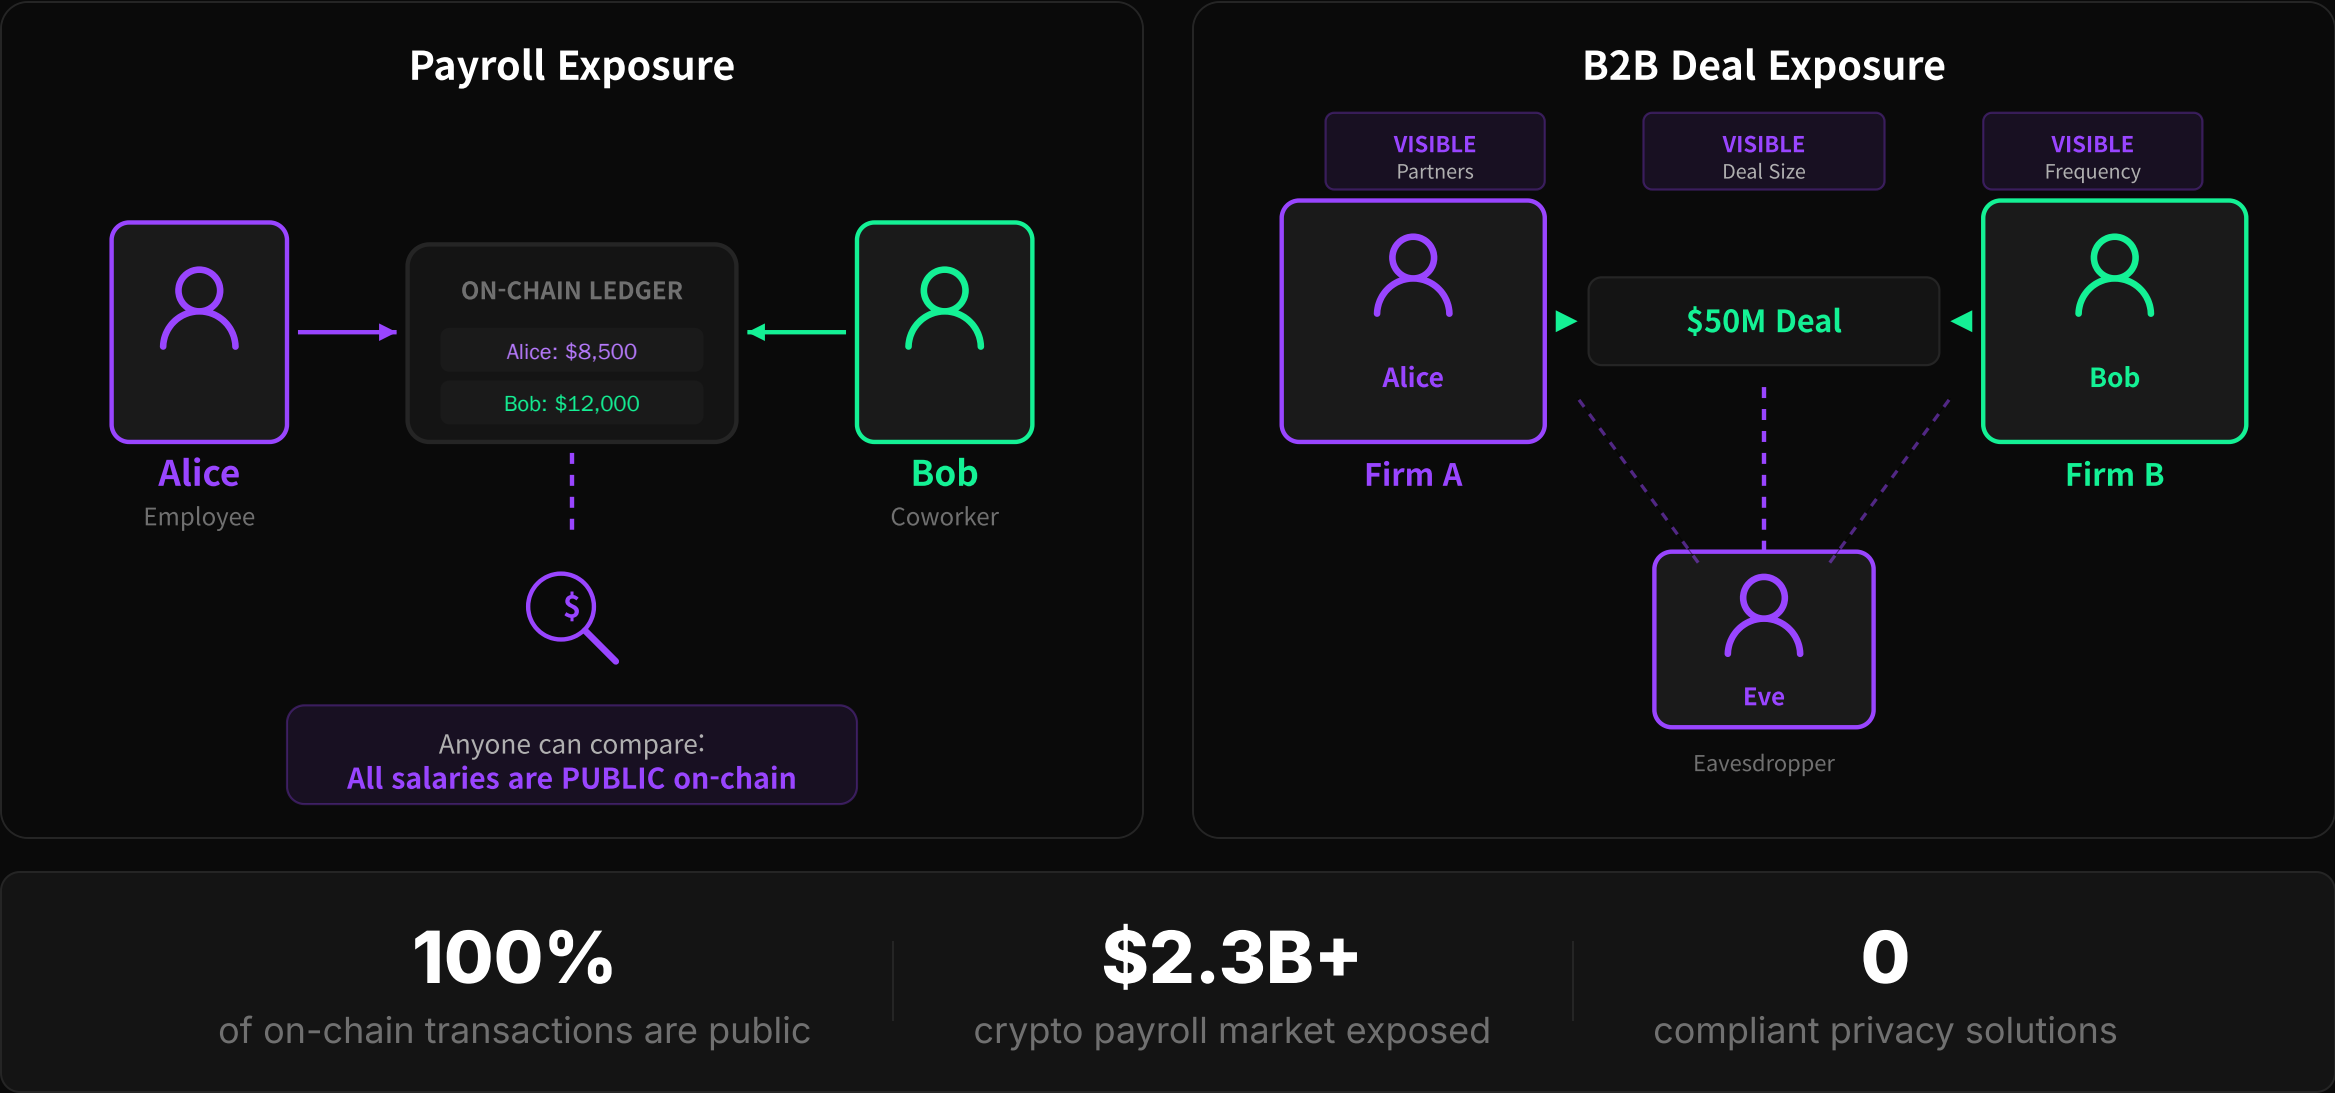 Payroll Exposure
ON-CHAIN LEDGER
Alice: $8,500
Bob: $12,000
Alice
Employee
Bob
Coworker
$
Anyone can compare:
All salaries are PUBLIC on-chain
B2B Deal Exposure
VISIBLE
Partners
VISIBLE
Deal Size
VISIBLE
Frequency
Alice
$50M Deal
Bob
Firm A
Firm B
Eve
Eavesdropper
100%
of on-chain transactions are public
$2.3B+
crypto payroll market exposed
0
compliant privacy solutions